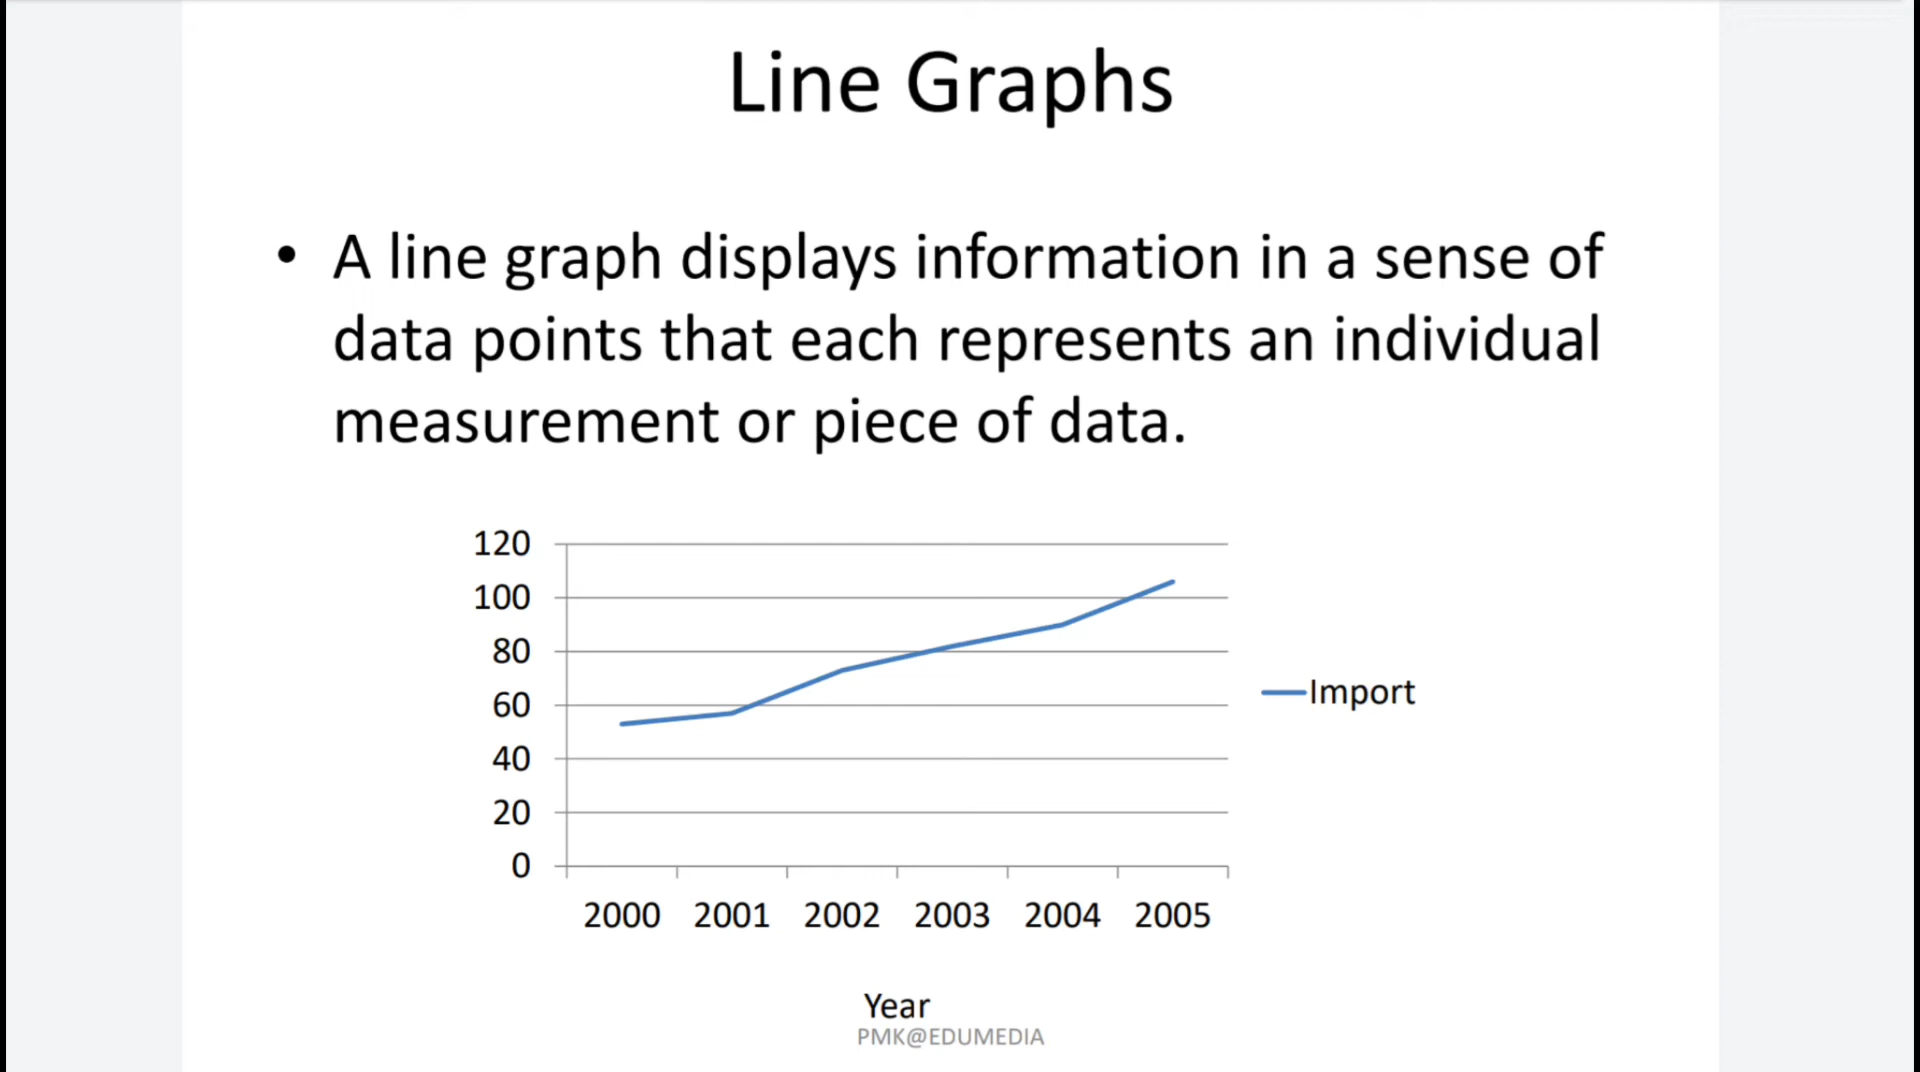 Line Graphs
• A line graph displays information in a sense of
data points that each represents an individual
measurement or piece of data.
120
100
80
60
40
20
0
Import
2000 2001 2002 2003 2004 2005
Year
PMK@EDUMEDIA